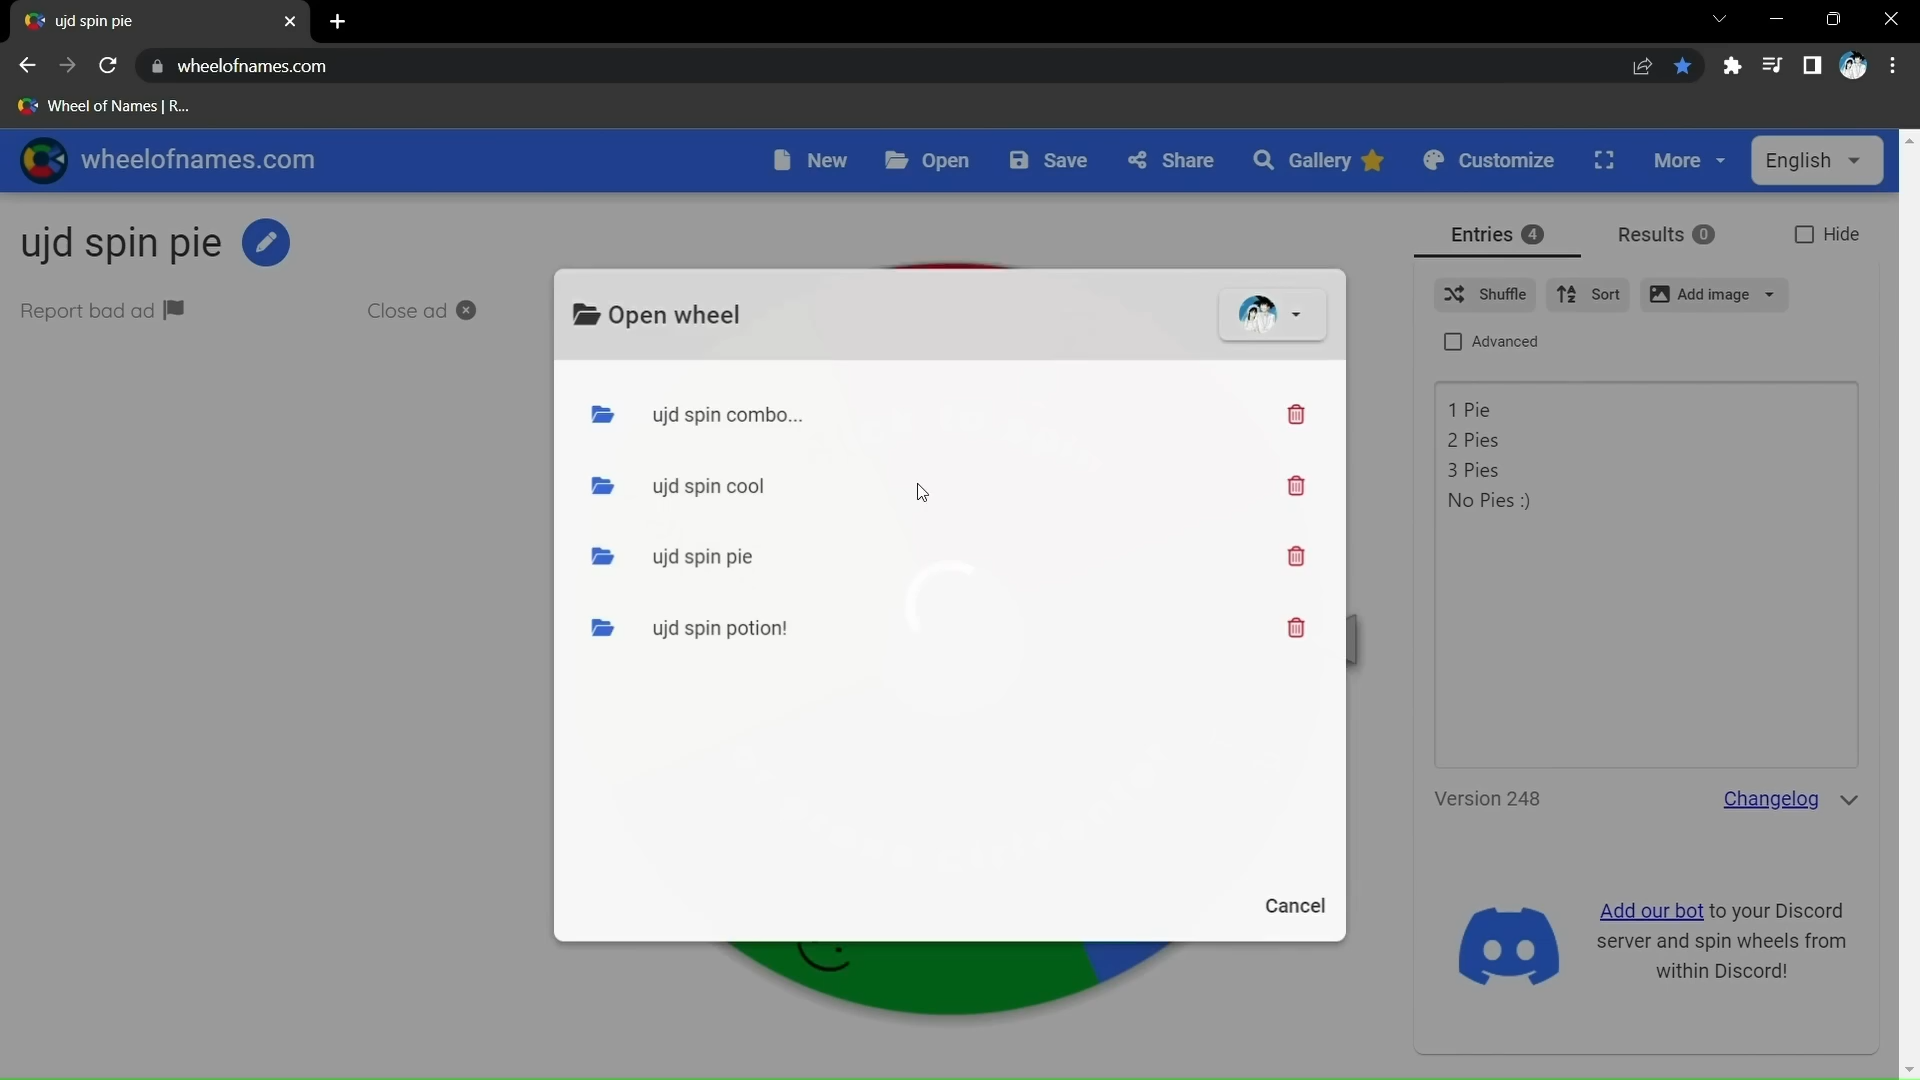 ujd spin pie
wheelofnames.com
Wheel of Names | R...
wheelofnames.com
New
Open
Save
Share
Gallery
Customize
More
English
ujd spin pie
Report bad ad
Close ad
Open wheel
ujd spin combo...
ujd spin cool
ujd spin pie
ujd spin potion!
Cancel
Entries 4
Results 0
Hide
Shuffle
Sort
Add image
Advanced
1 Pie
2 Pies
3 Pies
No Pies :)
Version 248
Changelog
Add our bot to your Discord
server and spin wheels from
within Discord!